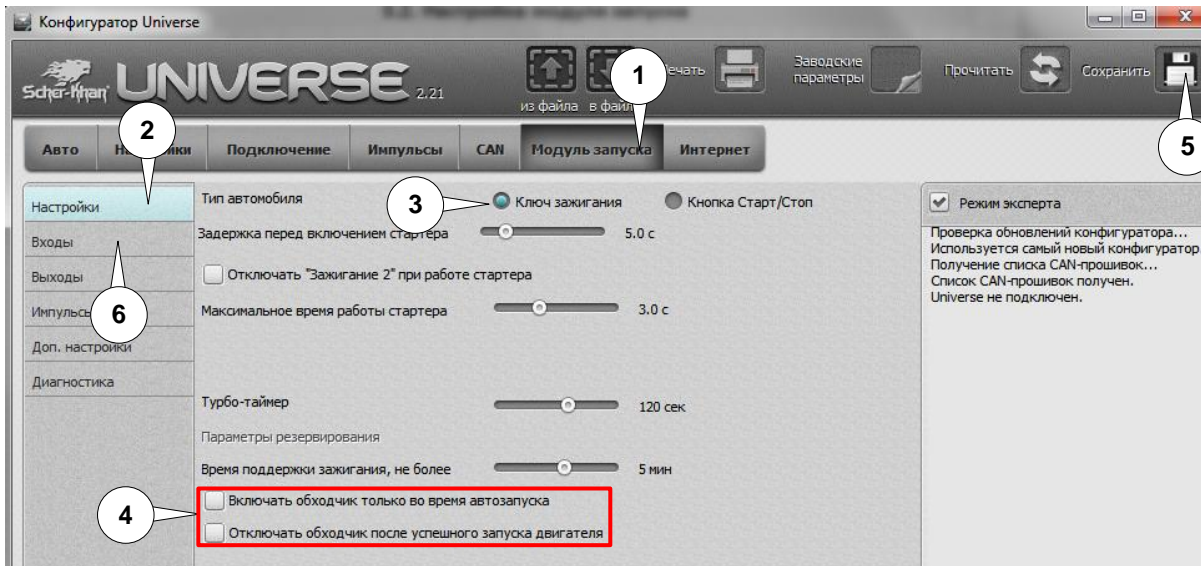 Конфигуратор Universe
Scher-Khan UNIVERSE 2.21
из файла
в файл
1
Заводские параметры
Прочитать
Сохранить
5
2
Авто
Подключение
Импульсы
CAN
Модуль запуска
Интернет
Настройки
Входы
Выходы
6
Доп. настройки
Диагностика
Тип автомобиля
3
Ключ зажигания
Кнопка Старт/Стоп
Задержка перед включением стартера
5.0 с
Отключать "Зажигание 2" при работе стартера
Максимальное время работы стартера
3.0 с
Турбо-таймер
120 сек
Параметры резервирования
Время поддержки зажигания, не более
5 мин
4
Включать обходчик только во время автозапуска
Отключать обходчик после успешного запуска двигателя
Режим эксперта
Проверка обновлений конфигуратора...
Используется самый новый конфигуратор
Получение списка CAN-прошивок...
Список CAN-прошивок получен.
Universe не подключен.